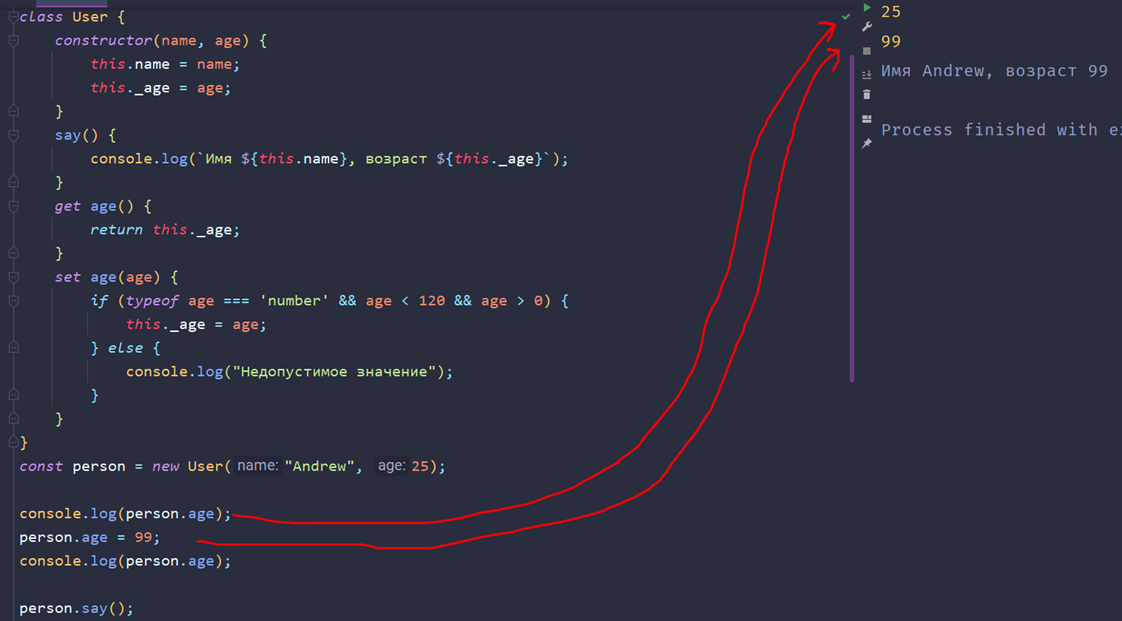 class User {
constructor(name, age) {
this.name = name;
this._age = age;
}
say() {
console.log(`Имя ${this.name}, возраст ${this._age}`);
}
get age() {
return this._age;
}
set age(age) {
if (typeof age === 'number' && age < 120 && age > 0) {
this._age = age;
} else {
console.log("Недопустимое значение");
}
}
}
const person = new User( name: "Andrew", age: 25);
console.log(person.age);
person.age = 99;
console.log(person.age);
person.say();
25
99
Имя Andrew, возраст 99
Process finished with